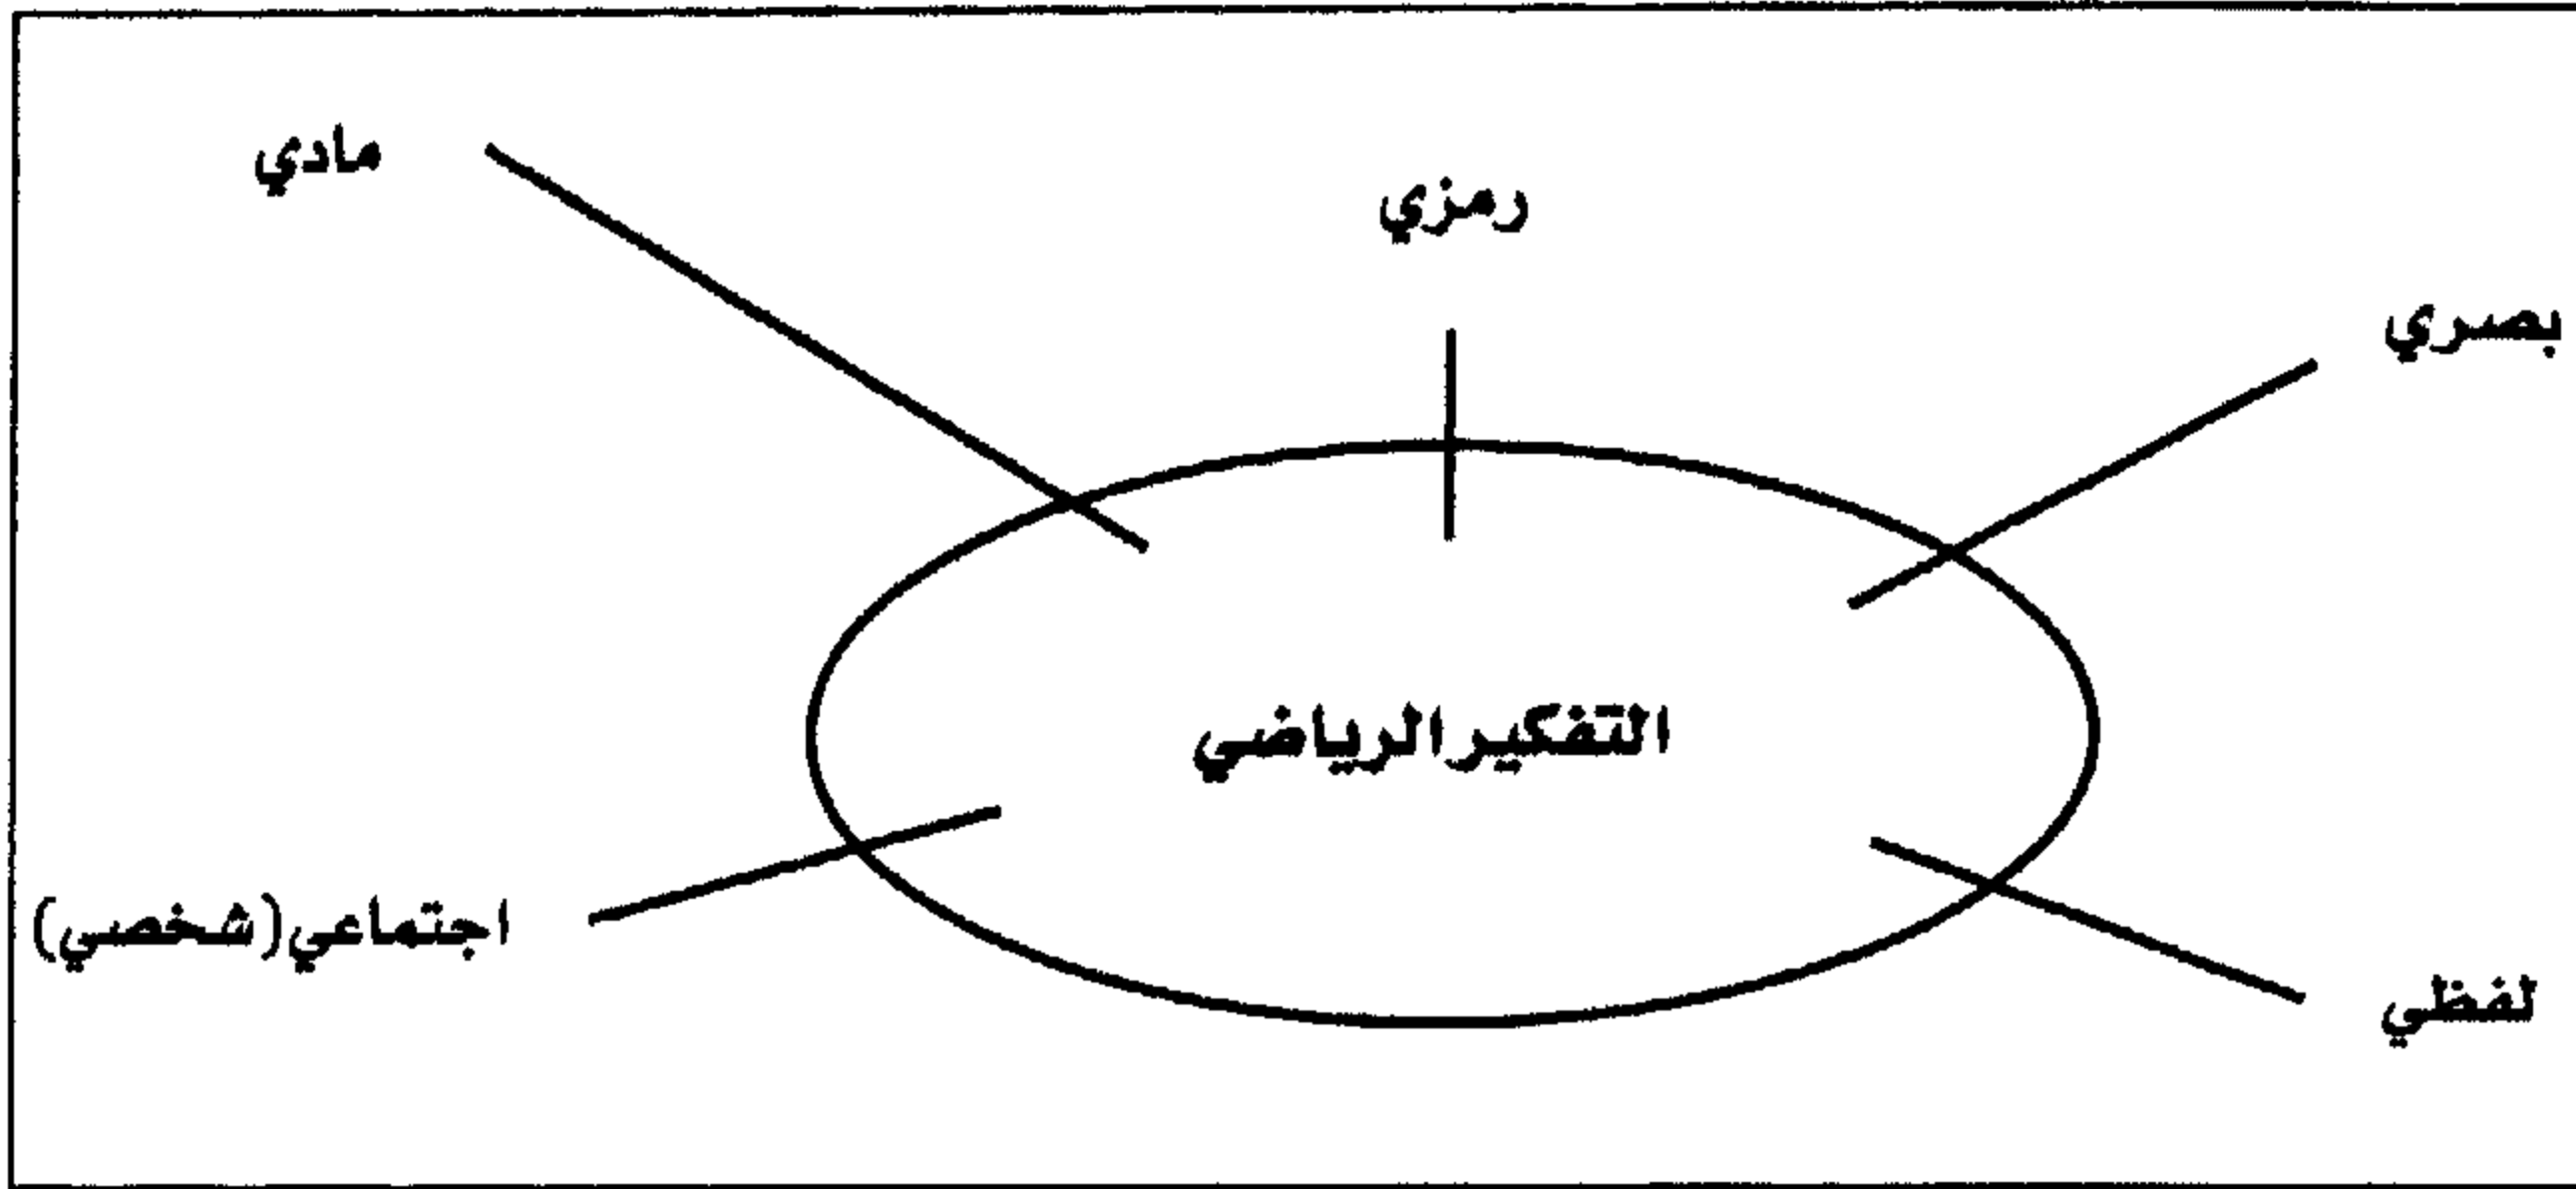 مادي
رمزي
بصري
التفكير الرياضي
اجتماعي (شخصي)
لفظي